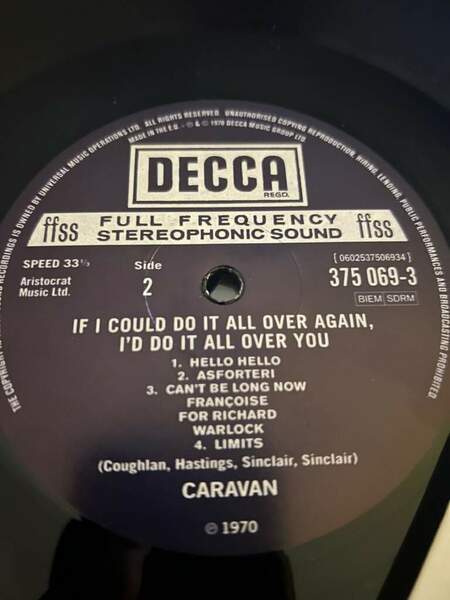 THE COPYRIGHT IN THESE RECORDINGS IS OWNED BY UNIVERSAL MUSIC OPERATIONS LTD. ALL RIGHTS RESERVED. UNAUTHORISED COPYING, REPRODUCTION, HIRING, LENDING, PUBLIC PERFORMANCES AND BROADCASTING PROHIBITED.
MADE IN THE E.U. - ℗ & © 1970 DECCA MUSIC GROUP LTD
DECCA
REGD.
ffss FULL FREQUENCY STEREOPHONIC SOUND ffss
SPEED 33⅓
Side
2
[0602537506934]
375 069-3
Aristocrat
Music Ltd.
BIEM SDRM
IF I COULD DO IT ALL OVER AGAIN,
I'D DO IT ALL OVER YOU
1. HELLO HELLO
2. ASFORTERI
3. CAN'T BE LONG NOW
FRANÇOISE
FOR RICHARD
WARLOCK
4. LIMITS
(Coughlan, Hastings, Sinclair, Sinclair)
CARAVAN
℗ 1970